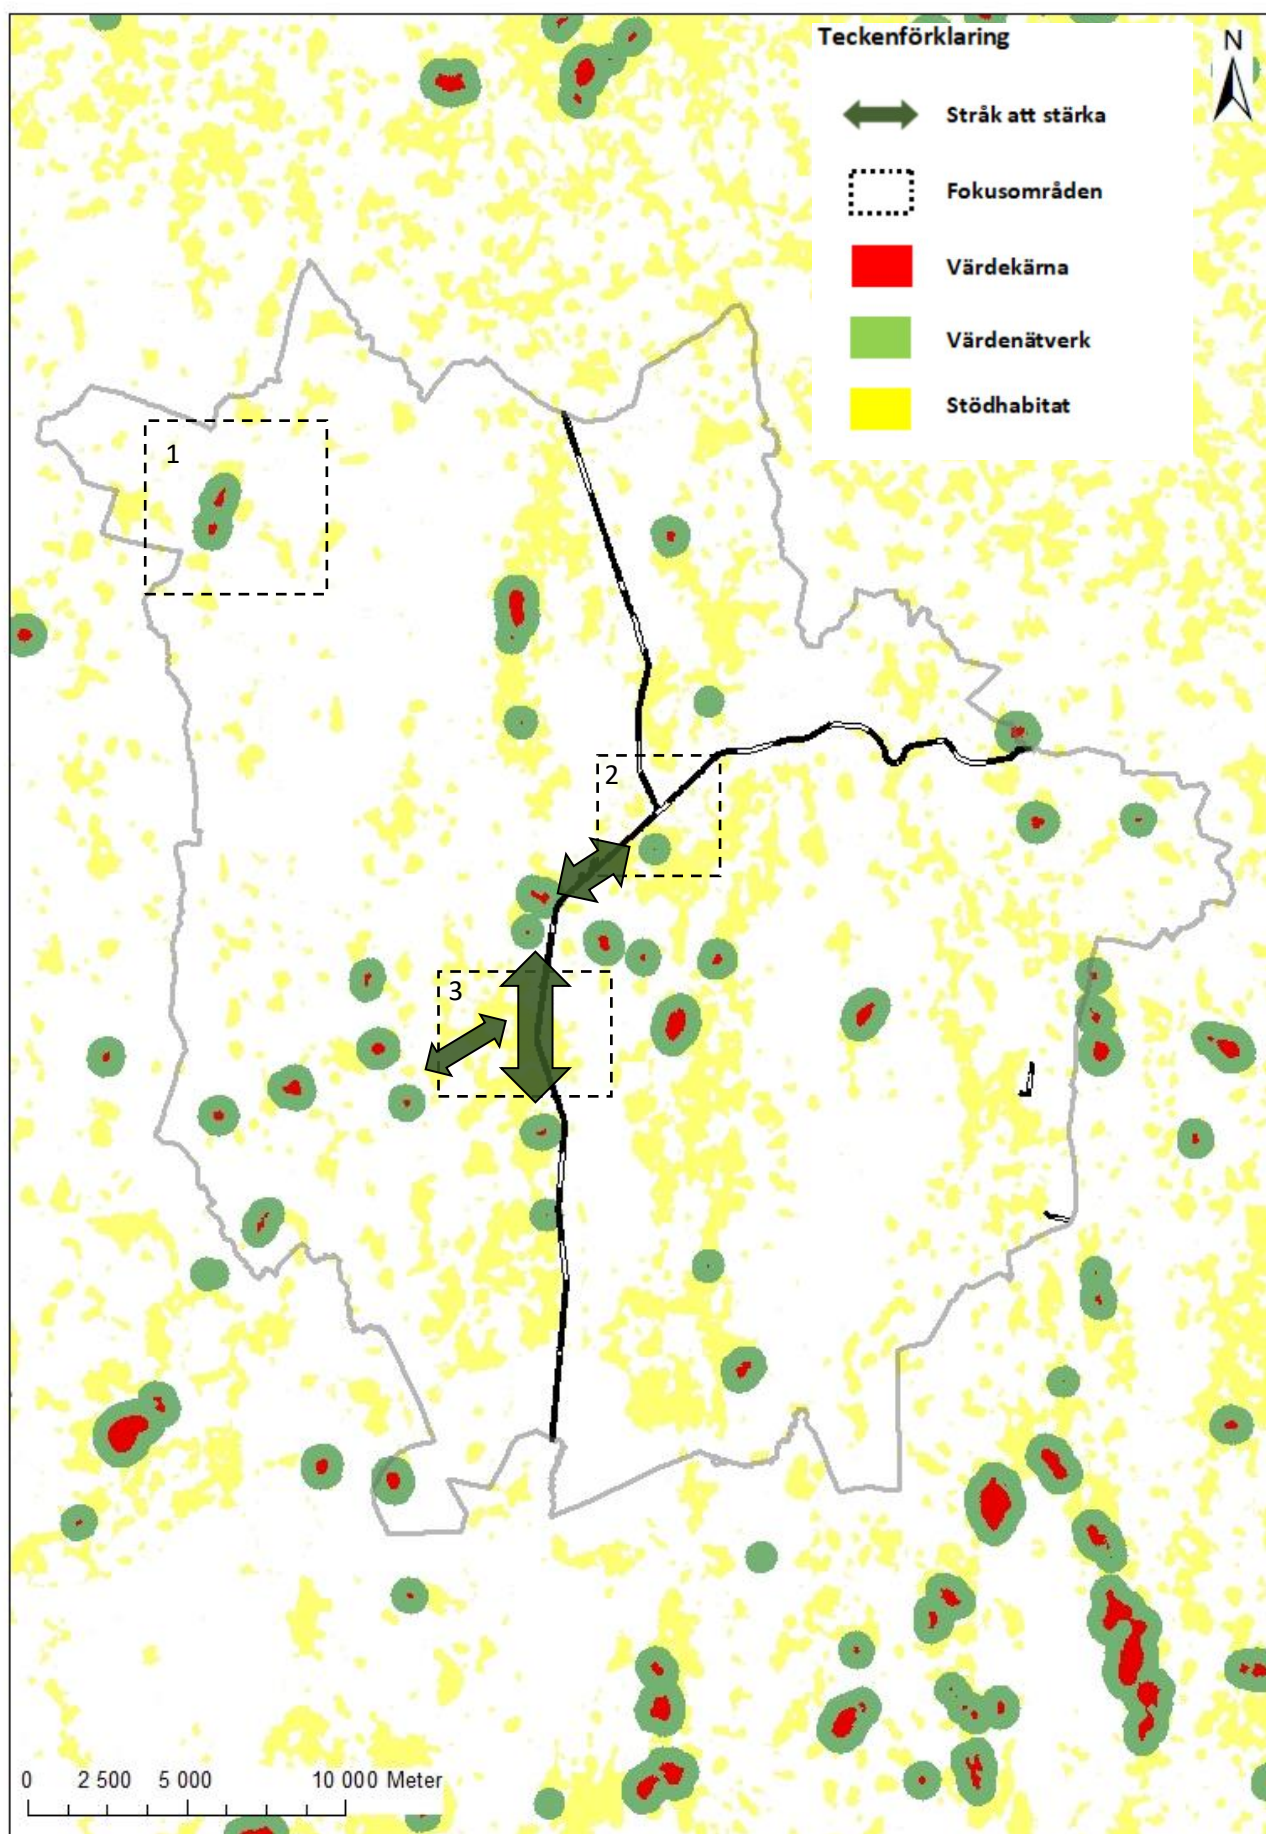 Teckenförklaring
N
Stråk att stärka
Fokusområden
Värdekärna
Värdenätverk
Stödhabitat
1
2
3
0 2 500 5 000 10 000 Meter